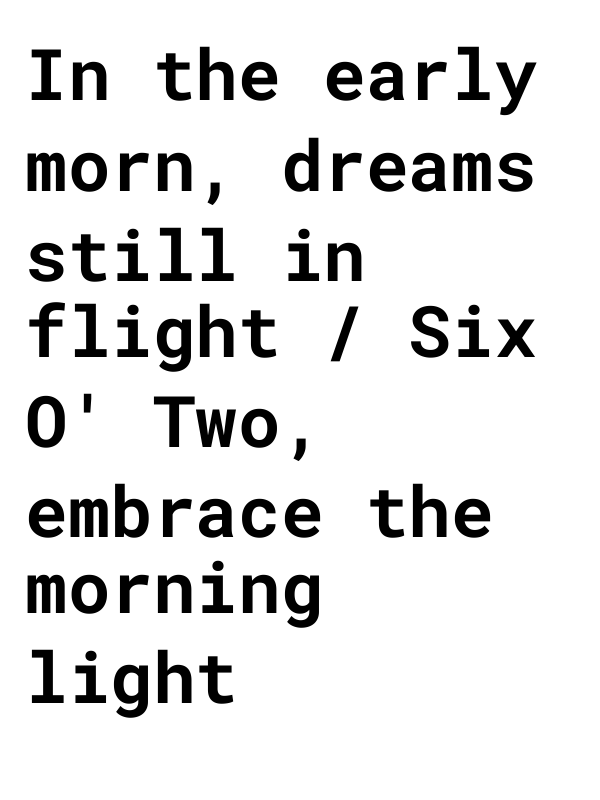 In the early
morn, dreams
still in
flight / Six
O' Two,
embrace the
morning
light